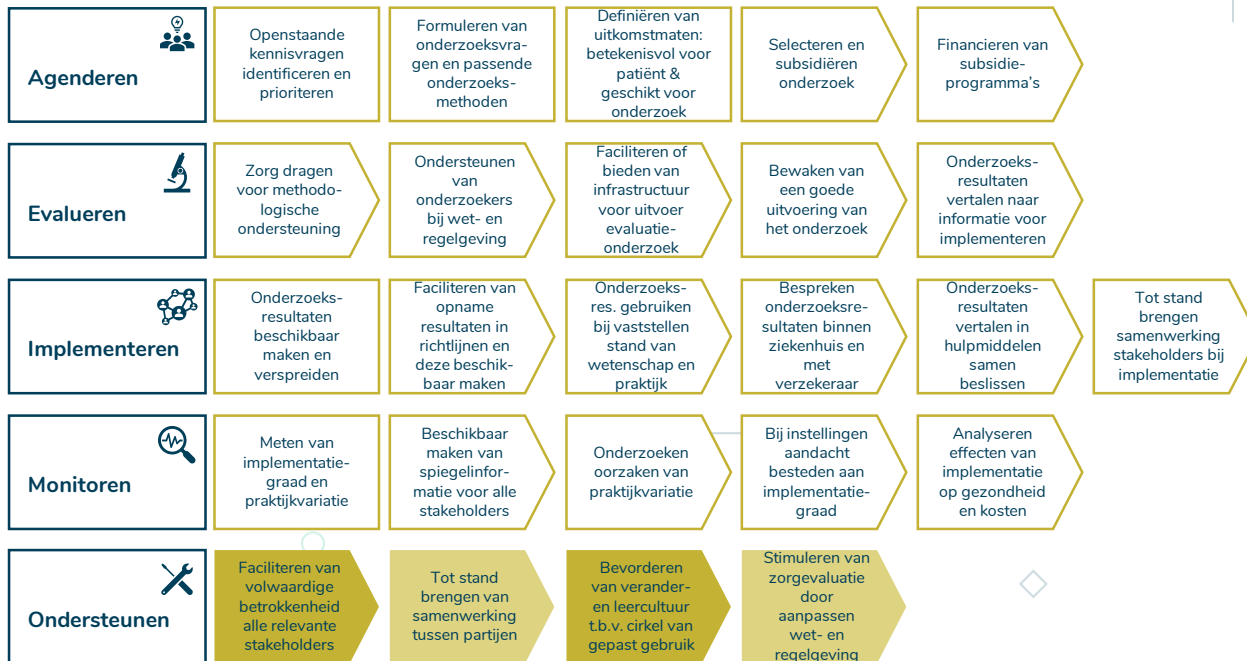 Agenderen
Openstaande
kennisvragen
identificeren en
prioriteren
Formuleren van
onderzoeksvra-
gen en passende
onderzoeks-
methoden
Definiëren van
uitkomstmaten:
betekenisvol voor
patiënt &
geschikt voor
onderzoek
Selecteren en
subsidiëren
onderzoek
Financieren van
subsidie-
programma's
Evalueren
Zorg dragen
voor methodo-
logische
ondersteuning
Ondersteunen
van
onderzoekers
bij wet- en
regelgeving
Faciliteren of
bieden van
infrastructuur
voor uitvoer
evaluatie-
onderzoek
Bewaken van
een goede
uitvoering van
het onderzoek
Onderzoeks-
resultaten
vertalen naar
informatie voor
implementeren
Implementeren
Onderzoeks-
resultaten
beschikbaar
maken en
verspreiden
Faciliteren van
opname
resultaten in
richtlijnen en
deze beschik-
baar maken
Onderzoeks-
res. gebruiken
bij vaststellen
stand van
wetenschap en
praktijk
Bespreken
onderzoeksre-
sultaten binnen
ziekenhuis en
met
verzekeraar
Onderzoeks-
resultaten
vertalen in
hulpmiddelen
samen
beslissen
Tot stand
brengen
samenwerking
stakeholders bij
implementatie
Monitoren
Meten van
implementatie-
graad en
praktijkvariatie
Beschikbaar
maken van
spiegelinfor-
matie voor alle
stakeholders
Onderzoeken
oorzaken van
praktijkvariatie
Bij instellingen
aandacht
besteden aan
implementatie-
graad
Analyseren
effecten van
implementatie
op gezondheid
en kosten
Ondersteunen
Faciliteren van
volwaardige
betrokkenheid
alle relevante
stakeholders
Tot stand
brengen van
samenwerking
tussen partijen
Bevorderen
van verander-
en leercultuur
t.b.v. cirkel van
gepast gebruik
Stimuleren van
zorgevaluatie
door
aanpassen
wet- en
regelgeving